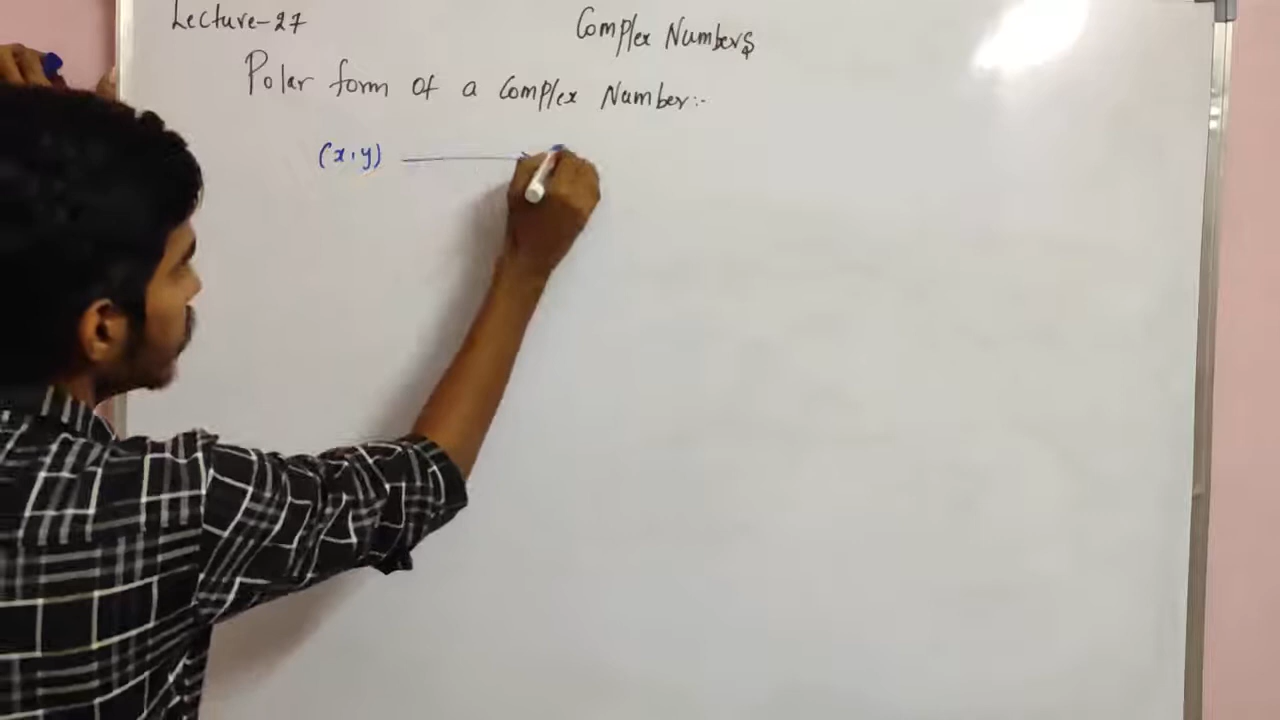 Lecture-27
Complex Numbers
Polar form of a Complex Number:-
(x,y)